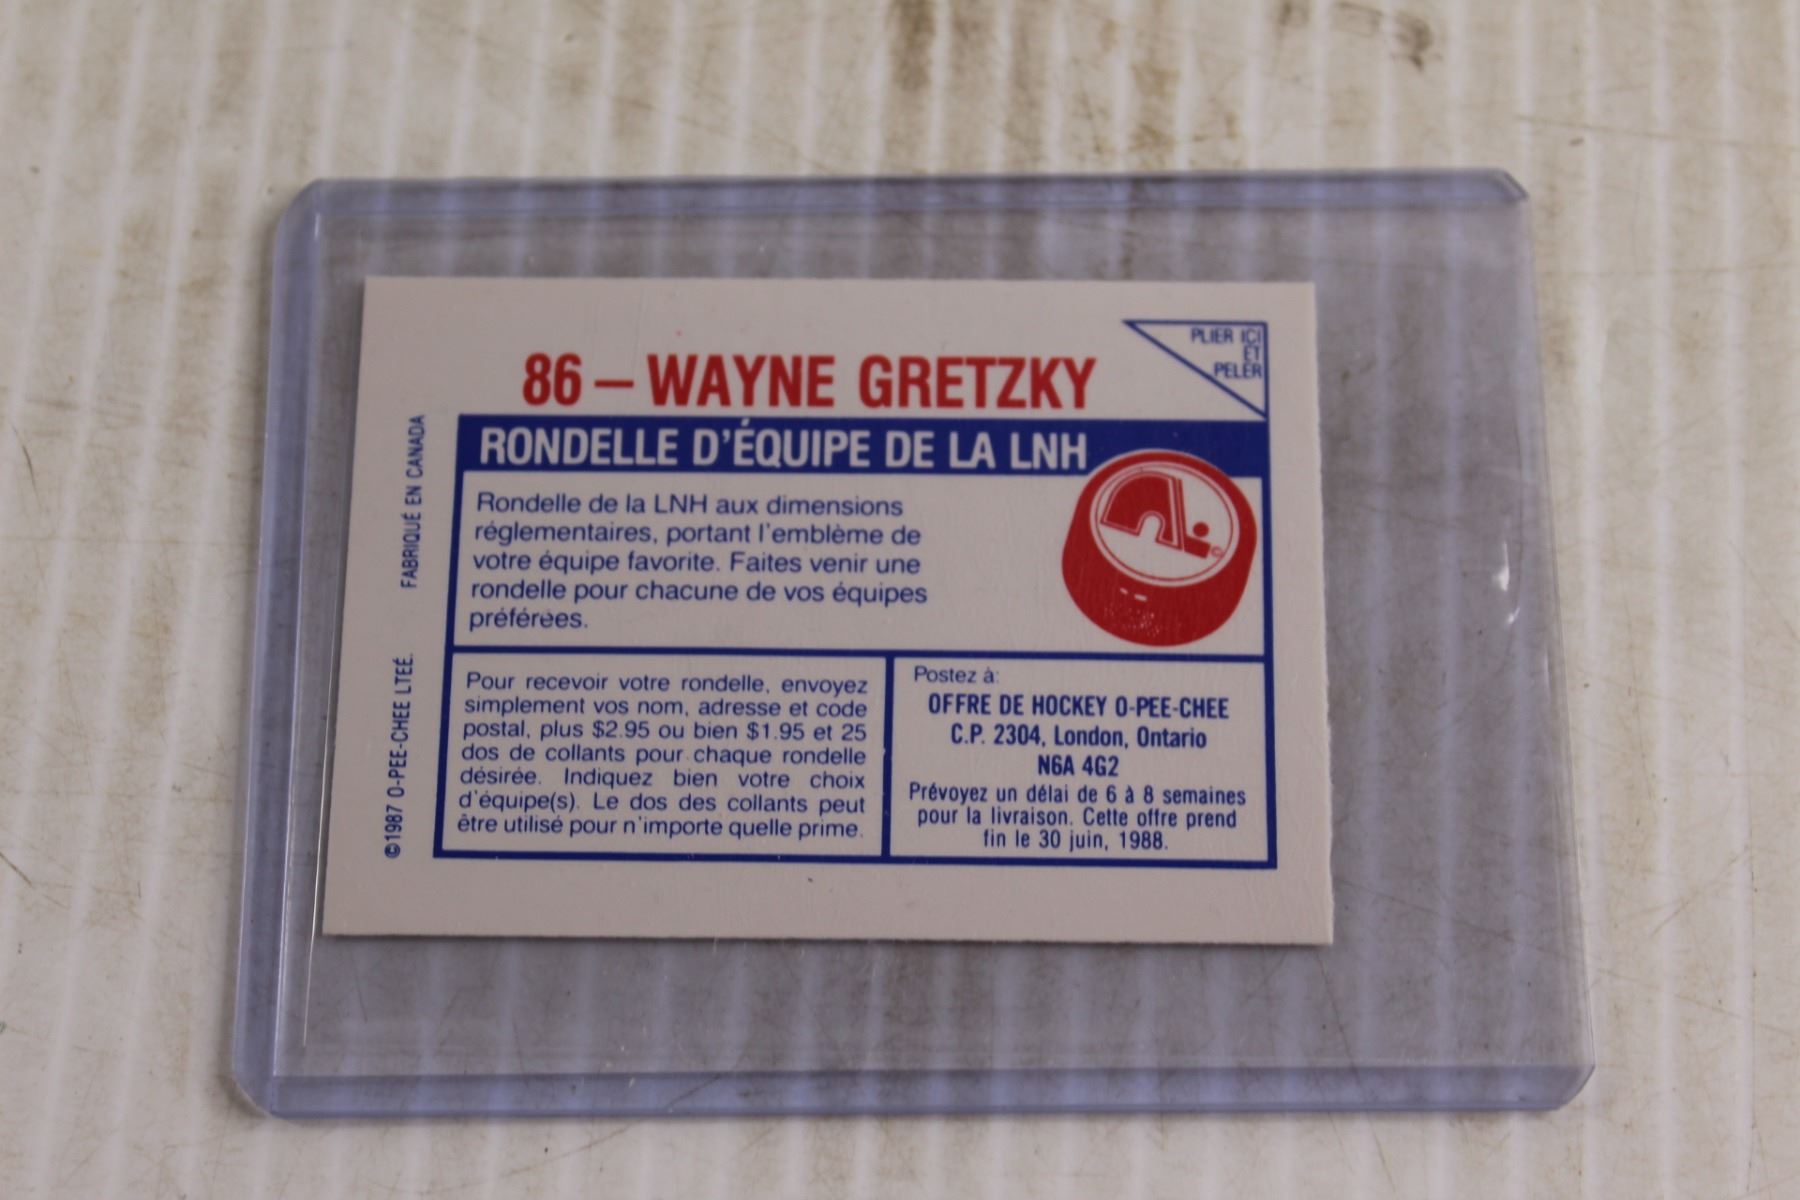 86 – WAYNE GRETZKY
PLIER ICI
ET
PELER
RONDELLE D'ÉQUIPE DE LA LNH
Rondelle de la LNH aux dimensions
réglementaires, portant l'emblème de
votre équipe favorite. Faites venir une
rondelle pour chacune de vos équipes
préférées.
Pour recevoir votre rondelle, envoyez
simplement vos nom, adresse et code
postal, plus $2.95 ou bien $1.95 et 25
dos de collants pour chaque rondelle
désirée. Indiquez bien votre choix
d'équipe(s). Le dos des collants peut
être utilisé pour n'importe quelle prime.
Postez à:
OFFRE DE HOCKEY O-PEE-CHEE
C.P. 2304, London, Ontario
N6A 4G2
Prévoyez un délai de 6 à 8 semaines
pour la livraison. Cette offre prend
fin le 30 juin, 1988.
©1987 O-PEE-CHEE LTEÉ. FABRIQUÉ EN CANADA